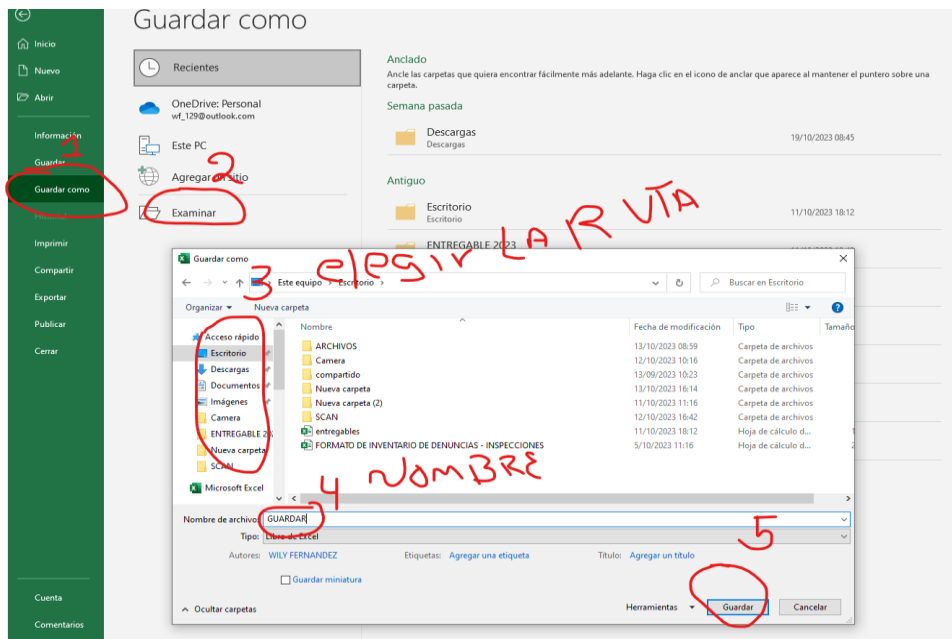 Guardar como
Inicio
Nuevo
Abrir
Información
1
Guardar
Guardar como
Imprimir
Compartir
Exportar
Publicar
Cerrar
Cuenta
Comentarios
Recientes
OneDrive: Personal
wf_129@outlook.com
Este PC
2
Agregar un sitio
Examinar
Anclado
Ancle las carpetas que quiera encontrar fácilmente más adelante. Haga clic en el icono de anclar que aparece al mantener el puntero sobre una
carpeta.
Semana pasada
Descargas
Descargas
19/10/2023 08:45
Antiguo
Escritorio
Escritorio
11/10/2023 18:12
ENTREGABLE 2023
3 elegir LA RUTA
Guardar como
Este equipo > Escritorio >
Buscar en Escritorio
Organizar
Nueva carpeta
Acceso rápido
Escritorio
Descargas
Documentos
Imágenes
Camera
ENTREGABLE 2
Nueva carpeta
SCAN
Microsoft Excel
Nombre Fecha de modificación Tipo Tamaño
ARCHIVOS 13/10/2023 08:59 Carpeta de archivos
Camera 12/10/2023 10:16 Carpeta de archivos
compartido 13/09/2023 10:23 Carpeta de archivos
Nueva carpeta 13/10/2023 16:14 Carpeta de archivos
Nueva carpeta (2) 11/10/2023 11:16 Carpeta de archivos
SCAN 12/10/2023 16:42 Carpeta de archivos
entregables 11/10/2023 18:12 Hoja de cálculo d... 1
FORMATO DE INVENTARIO DE DENUNCIAS - INSPECCIONES 5/10/2023 11:16 Hoja de cálculo d... 2
4 NOMBRE
Nombre de archivo: GUARDAR
Tipo: Libro de Excel
5
Autores: WILY FERNANDEZ Etiquetas: Agregar una etiqueta Título: Agregar un título
Guardar miniatura
Ocultar carpetas
Herramientas Guardar Cancelar